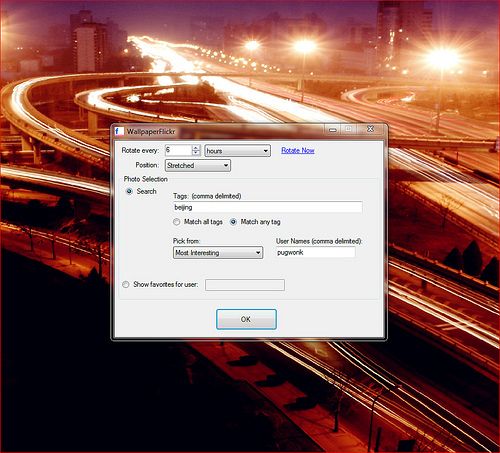 WallpaperFlickr
Rotate every: 6 hours Rotate Now
Position: Stretched
Photo Selection
Search
Tags: (comma delimited)
beijing
Match all tags Match any tag
Pick from: User Names (comma delimited):
Most Interesting pugwonk
Show favorites for user:
OK